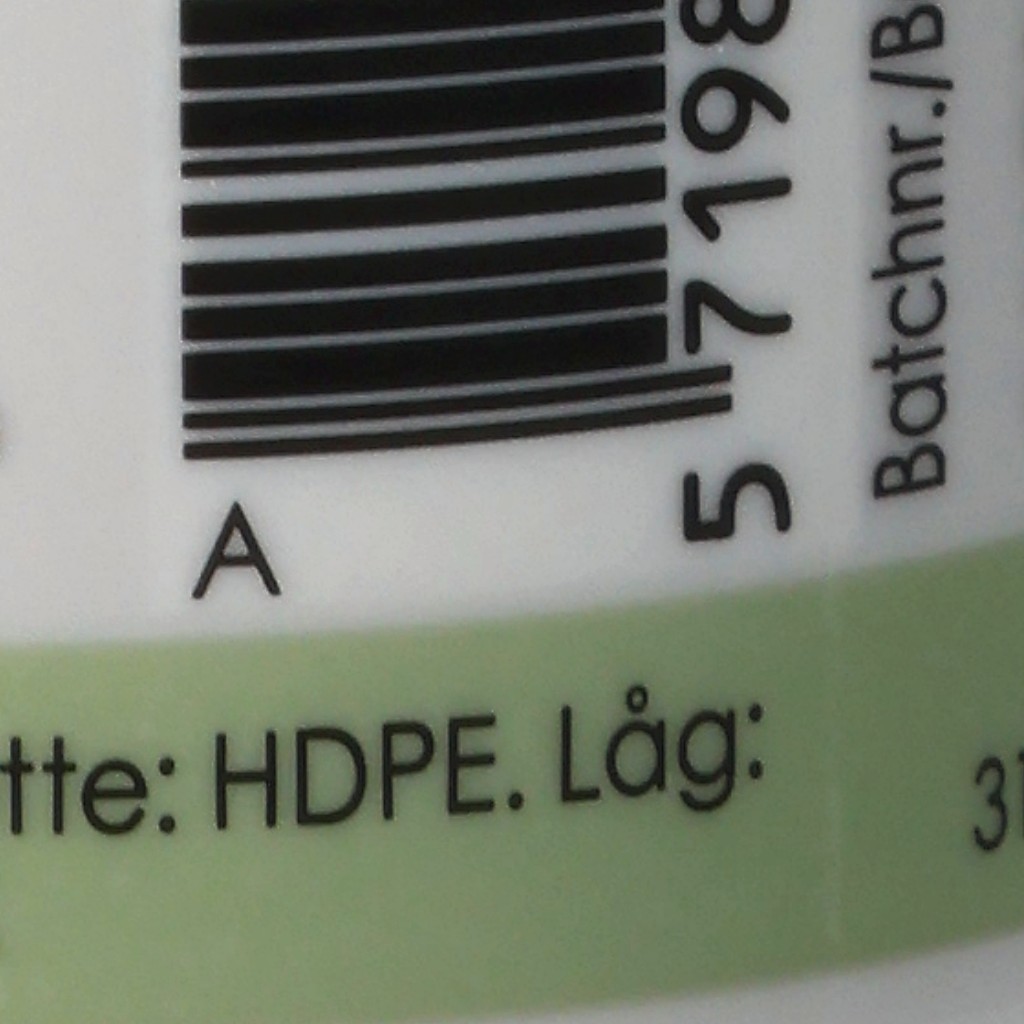 5 7198
Batchnr./B
A
tte: HDPE. Låg: